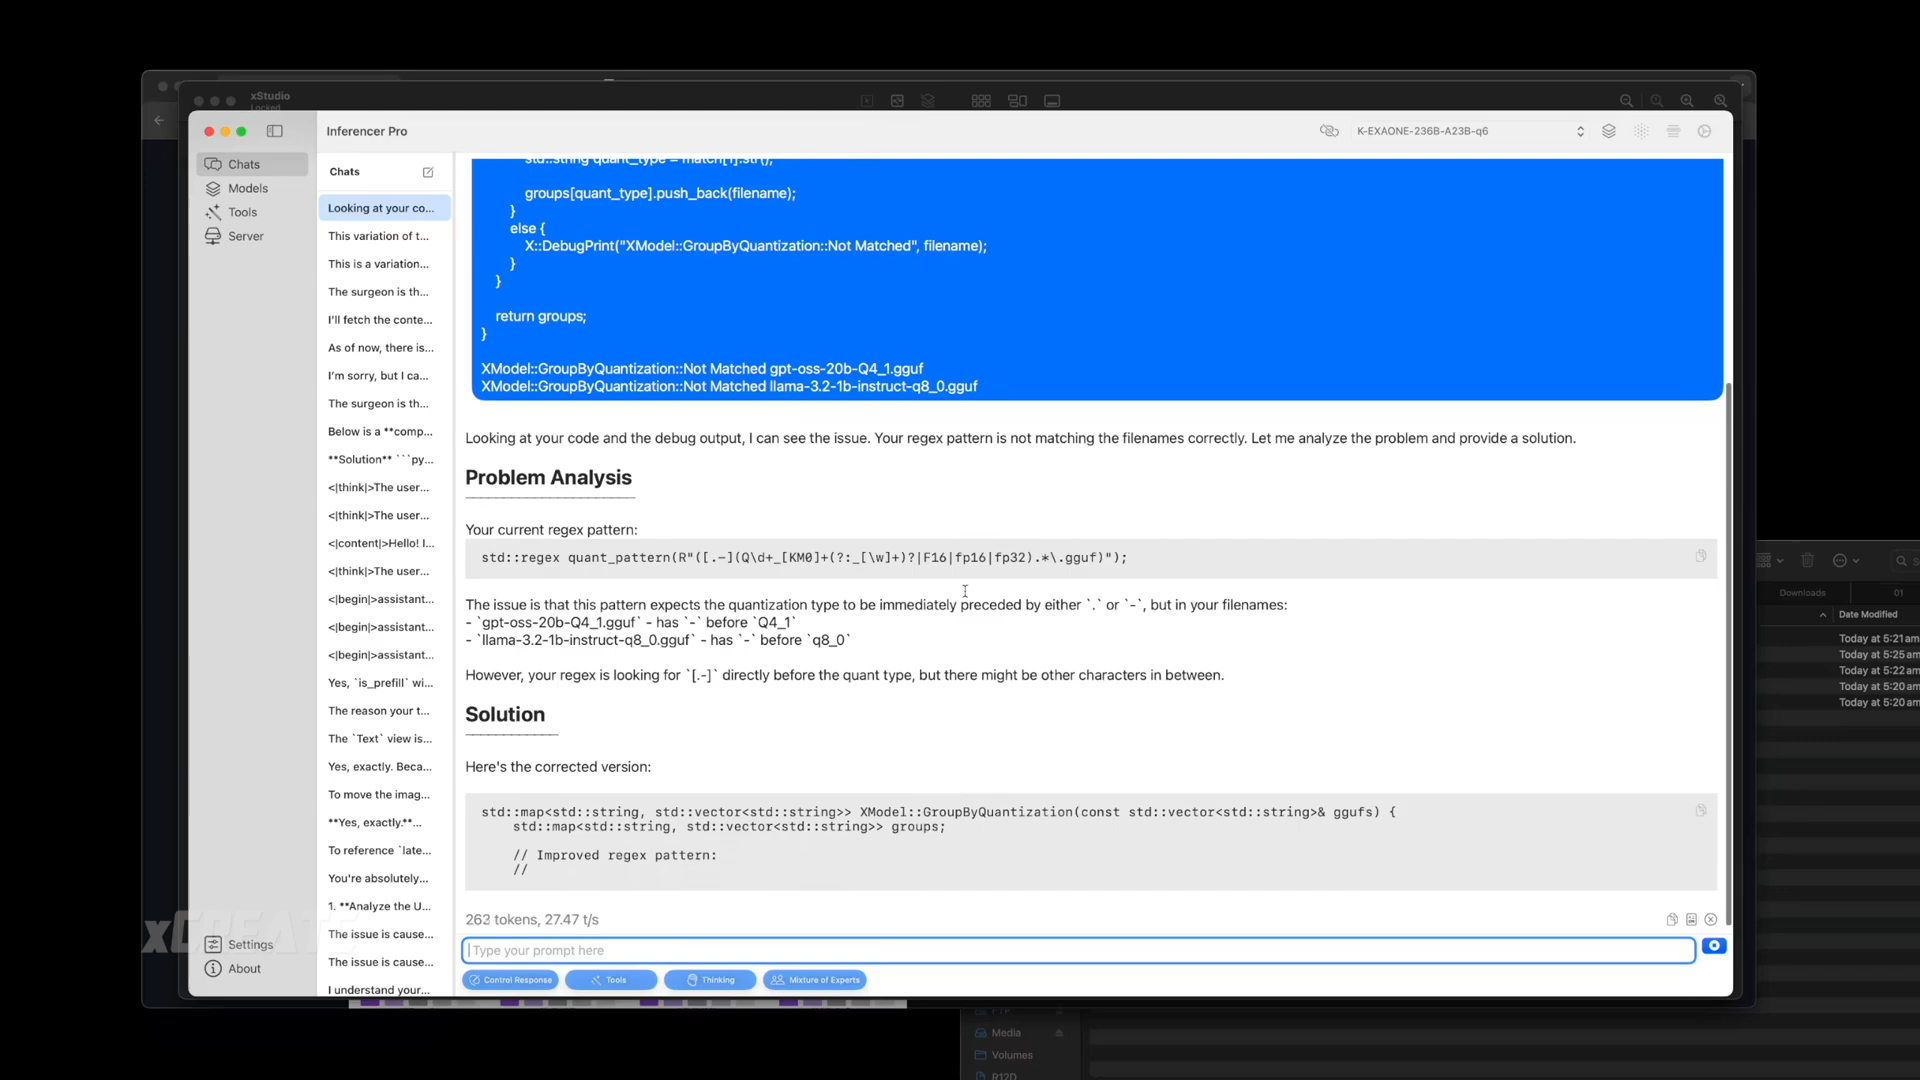 xStudio
Locked
Inferencer Pro
K-EXAONE-236B-A23B-q6
Chats
Models
Tools
Server
Settings
About
Chats
Looking at your co...
This variation of t...
This is a variation...
The surgeon is th...
I'll fetch the conte...
As of now, there is...
I'm sorry, but I ca...
The surgeon is th...
Below is a **comp...
**Solution** ```py...
<|think|>The user...
<|think|>The user...
<|content|>Hello! I...
<|think|>The user...
<|begin|>assistant...
<|begin|>assistant...
<|begin|>assistant...
Yes, `is_prefill` wi...
The reason your t...
The `Text` view is...
Yes, exactly. Beca...
To move the imag...
**Yes, exactly.**...
To reference `late...
You're absolutely...
1. **Analyze the U...
The issue is cause...
The issue is cause...
I understand your...
std::string quant_type = match[1].str();
groups[quant_type].push_back(filename);
}
else {
X::DebugPrint("XModel::GroupByQuantization::Not Matched", filename);
}
}
return groups;
}
XModel::GroupByQuantization::Not Matched gpt-oss-20b-Q4_1.gguf
XModel::GroupByQuantization::Not Matched llama-3.2-1b-instruct-q8_0.gguf
Looking at your code and the debug output, I can see the issue. Your regex pattern is not matching the filenames correctly. Let me analyze the problem and provide a solution.
Problem Analysis
Your current regex pattern:
std::regex quant_pattern(R"([.-](Q\d+_[KM0]+(?:_[\w]+)?|F16|fp16|fp32).*\.gguf)");
The issue is that this pattern expects the quantization type to be immediately preceded by either `.` or `-`, but in your filenames:
- `gpt-oss-20b-Q4_1.gguf` - has `-` before `Q4_1`
- `llama-3.2-1b-instruct-q8_0.gguf` - has `-` before `q8_0`
However, your regex is looking for `[.-]` directly before the quant type, but there might be other characters in between.
Solution
Here's the corrected version:
std::map<std::string, std::vector<std::string>> XModel::GroupByQuantization(const std::vector<std::string>& ggufs) {
std::map<std::string, std::vector<std::string>> groups;
// Improved regex pattern:
//
262 tokens, 27.47 t/s
Type your prompt here
Control Response
Tools
Thinking
Mixture of Experts
xCREATE
Downloads
01
Date Modified
Today at 5:21 am
Today at 5:25 am
Today at 5:22 am
Today at 5:20 am
Today at 5:20 am
Media
Volumes
R12D